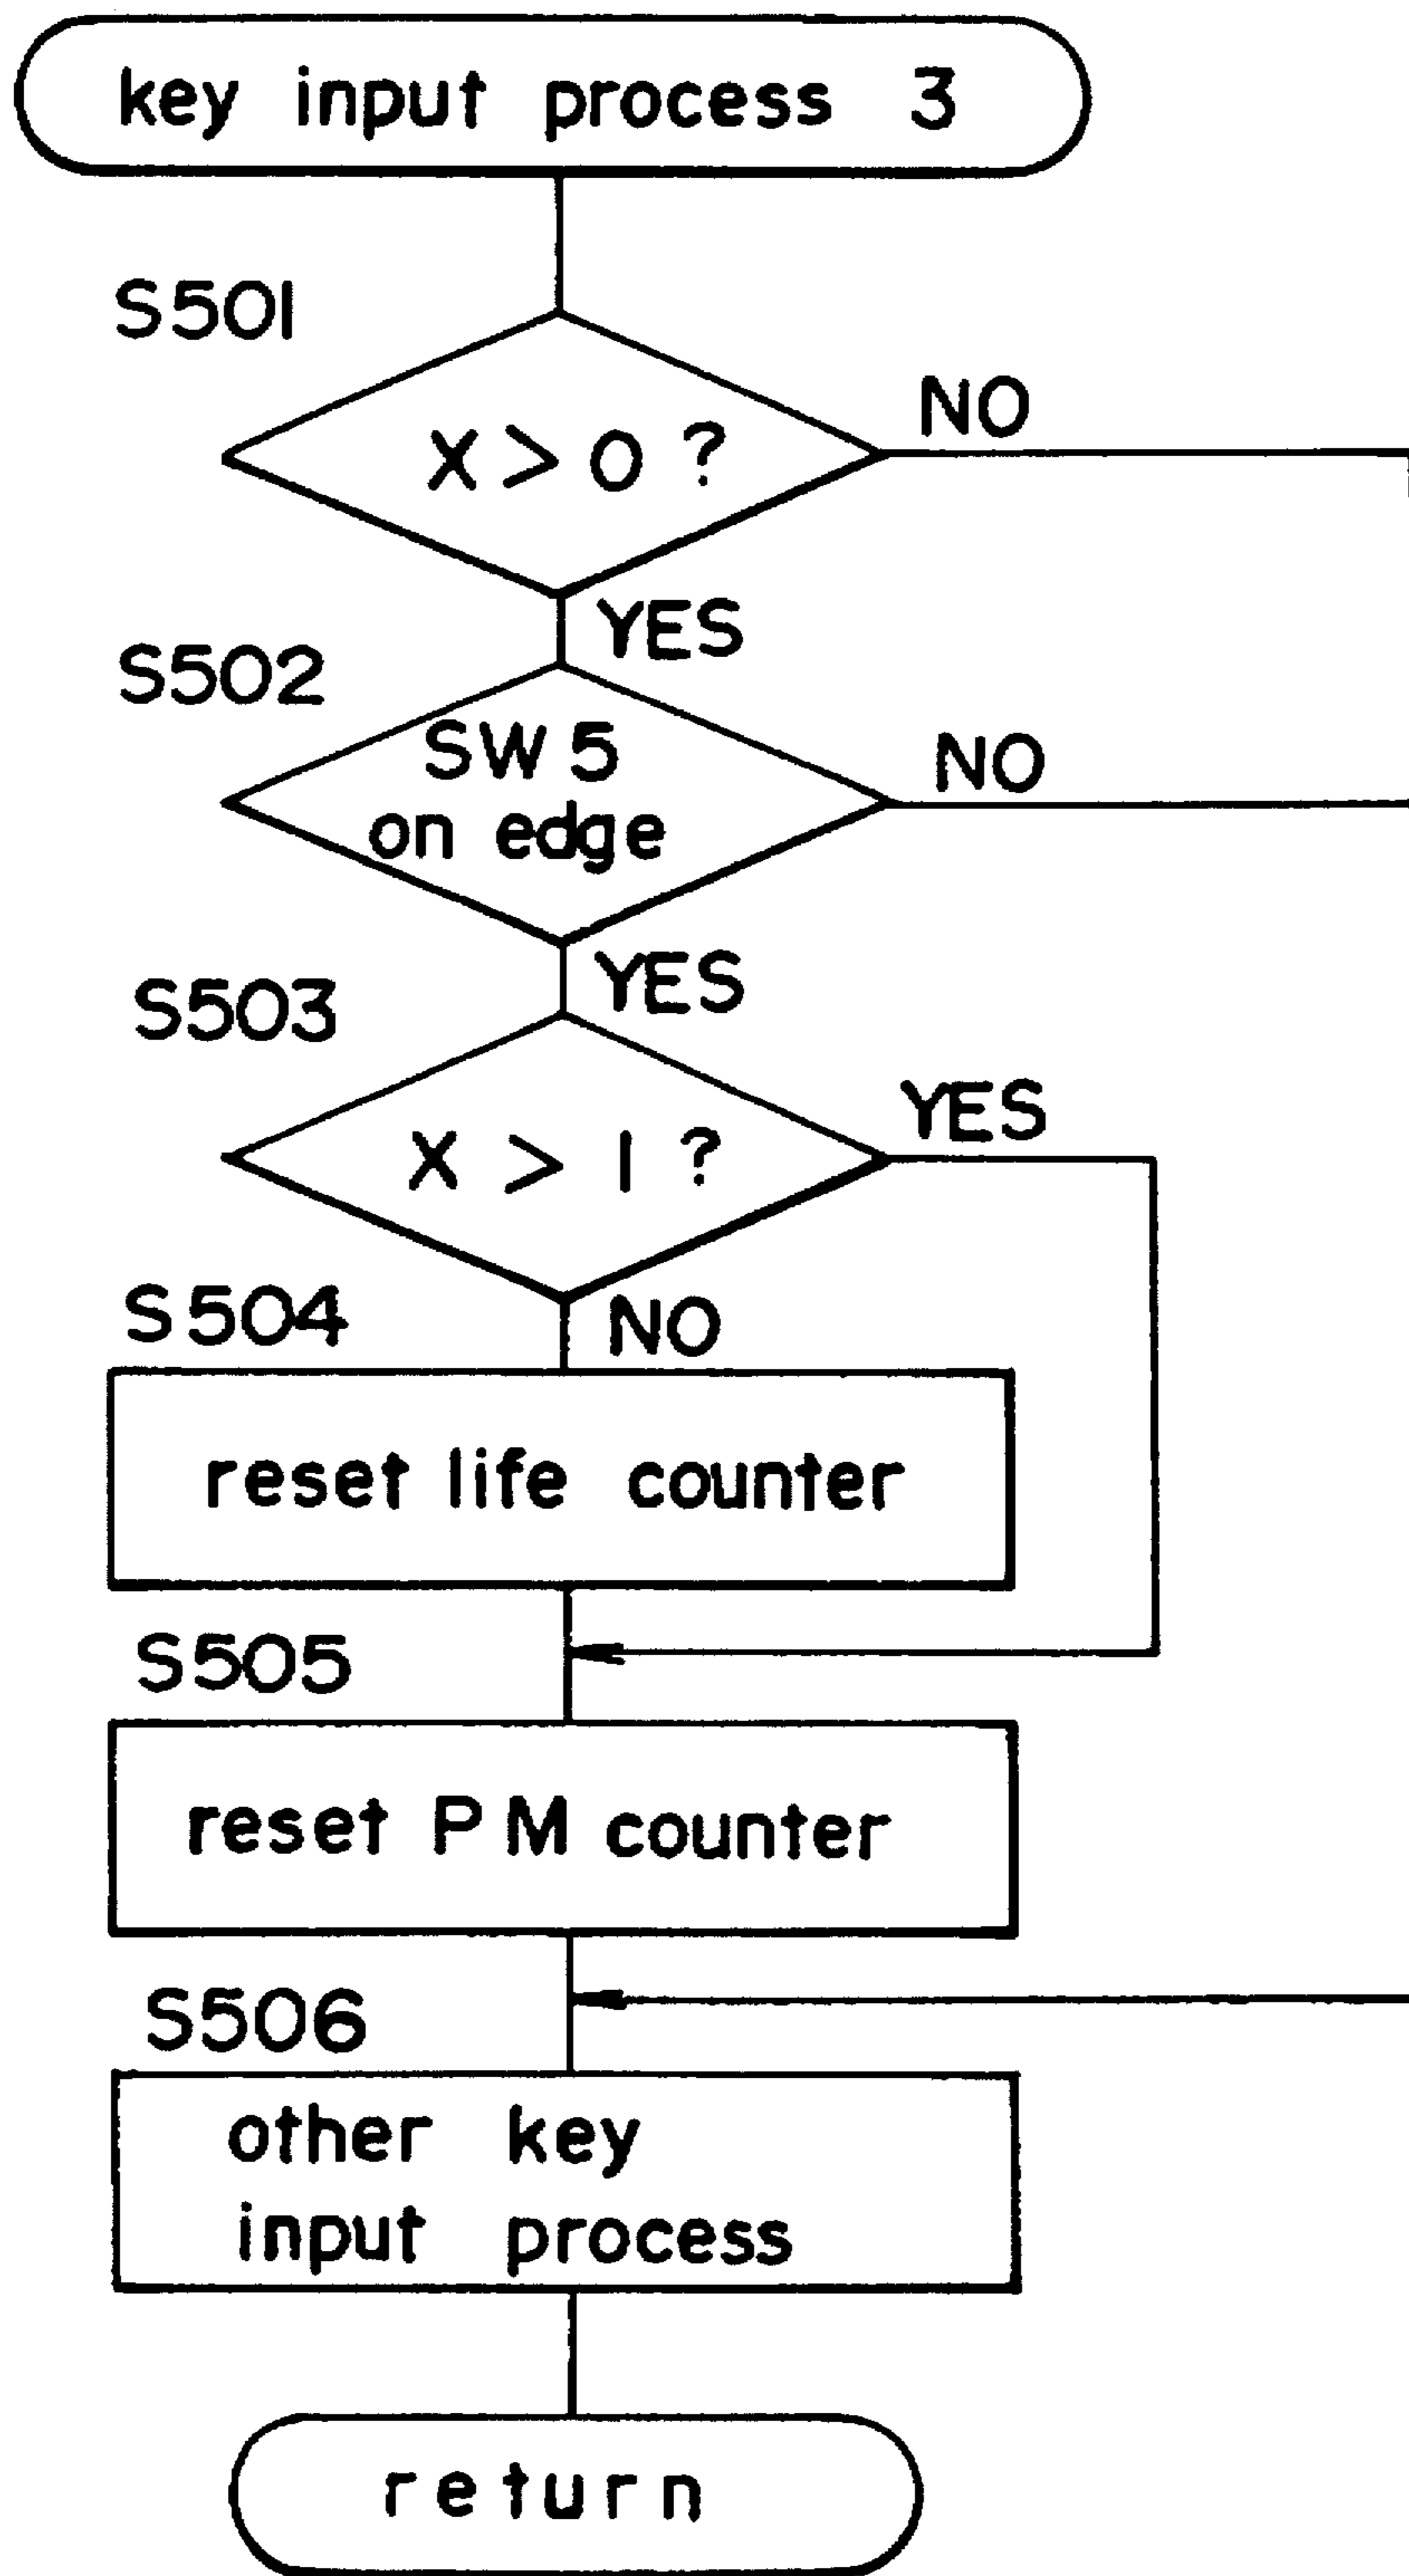 key input process 3
S501
X > 0 ?
NO
YES
S502
SW 5
on edge
NO
YES
S503
X > 1 ?
YES
NO
S504
reset life counter
S505
reset PM counter
S506
other key
input process
return